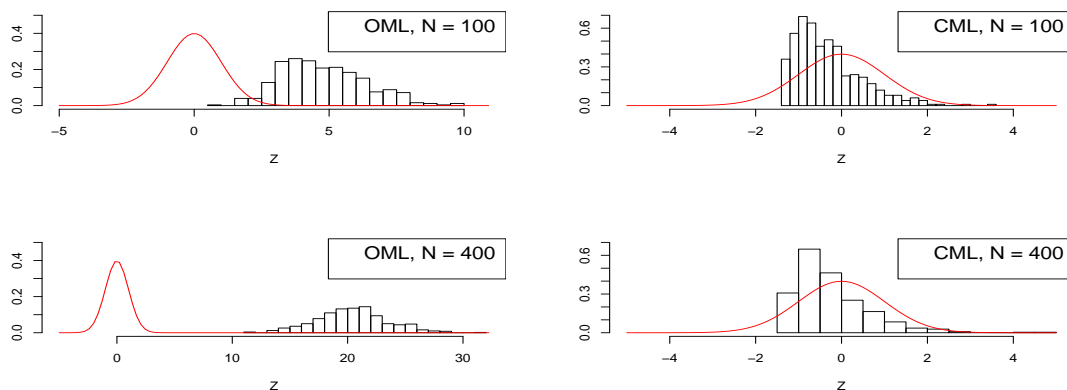 OML, N = 100
0.0 0.2 0.4
−5 0 5 10
Z
CML, N = 100
0.0 0.3 0.6
−4 −2 0 2 4
Z
OML, N = 400
0.0 0.2 0.4
0 10 20 30
Z
CML, N = 400
0.0 0.3 0.6
−4 −2 0 2 4
Z